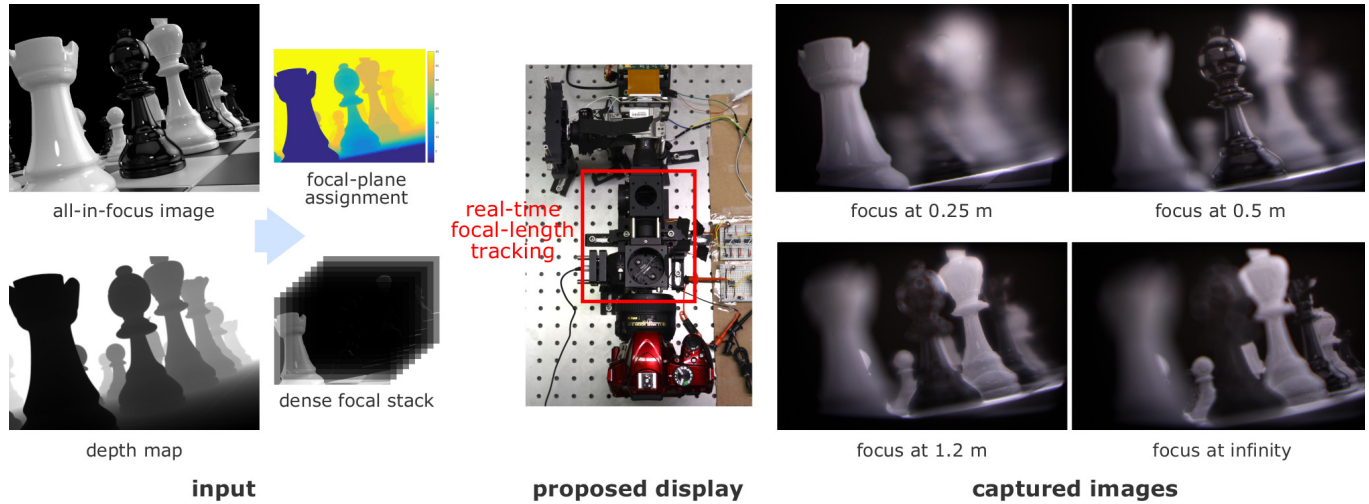 all-in-focus image
focal-plane
assignment
depth map
dense focal stack
input
real-time
focal-length
tracking
proposed display
focus at 0.25 m
focus at 0.5 m
focus at 1.2 m
focus at infinity
captured images